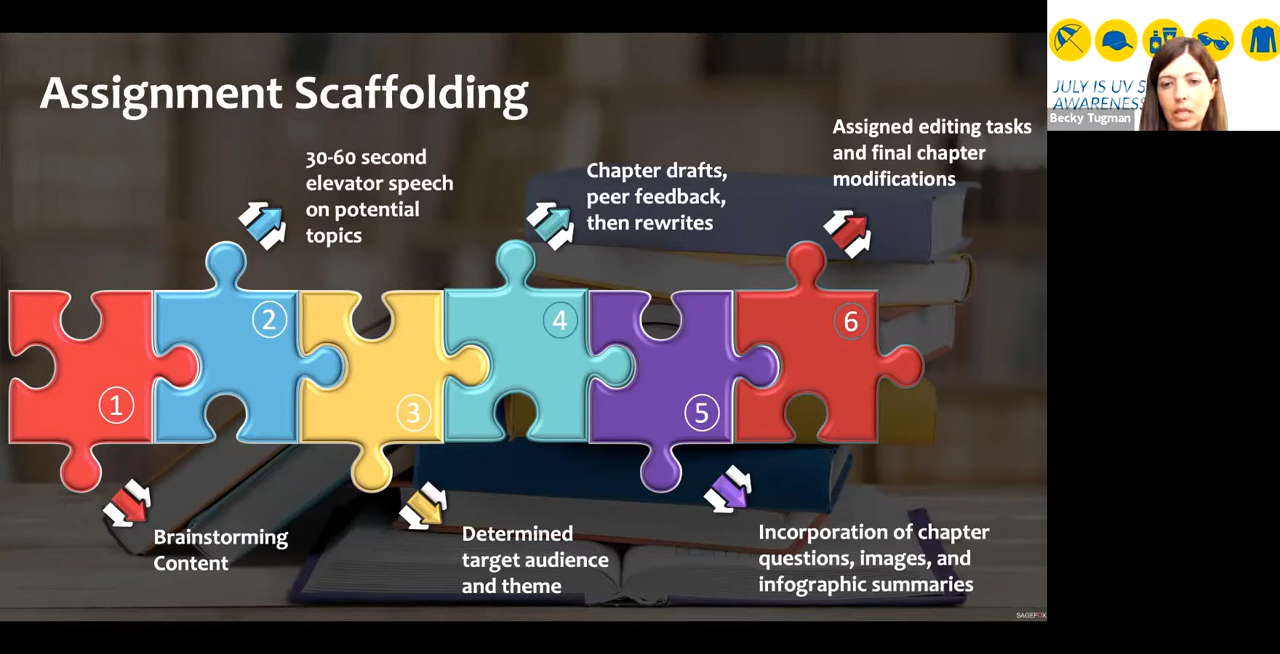 Assignment Scaffolding
30-60 second
elevator speech
on potential
topics
Chapter drafts,
peer feedback,
then rewrites
Assigned editing tasks
and final chapter
modifications
1
2
3
4
5
6
Brainstorming
Content
Determined
target audience
and theme
Incorporation of chapter
questions, images, and
infographic summaries
SAGEFOX
JULY IS UV S
AWARENESS
Becky Tugman